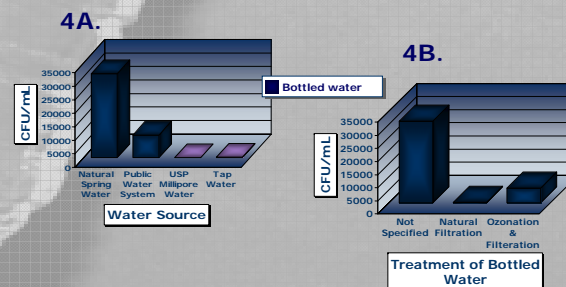 4A.
35000
30000
25000
20000
15000
10000
5000
0
CFU/mL
Natural Spring Water
Public Water System
USP Millipore Water
Tap Water
Water Source
Bottled water
4B.
35000
30000
25000
20000
15000
10000
5000
0
CFU/mL
Not Specified
Natural Filtration
Ozonation & Filteration
Treatment of Bottled
Water